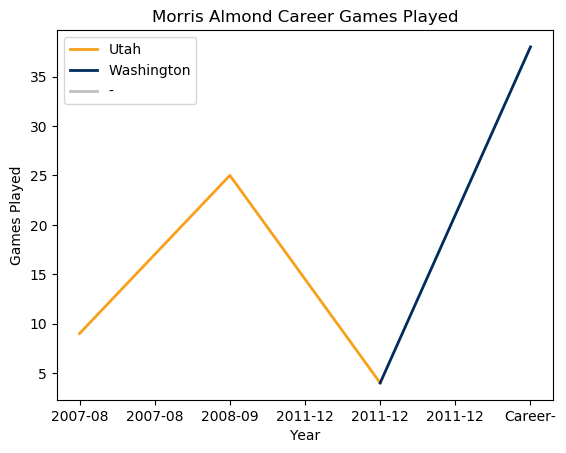 Morris Almond Career Games Played
Utah
Washington
-
35
30
25
20
15
10
5
Games Played
2007-08 2007-08 2008-09 2011-12 2011-12 2011-12 Career-
Year